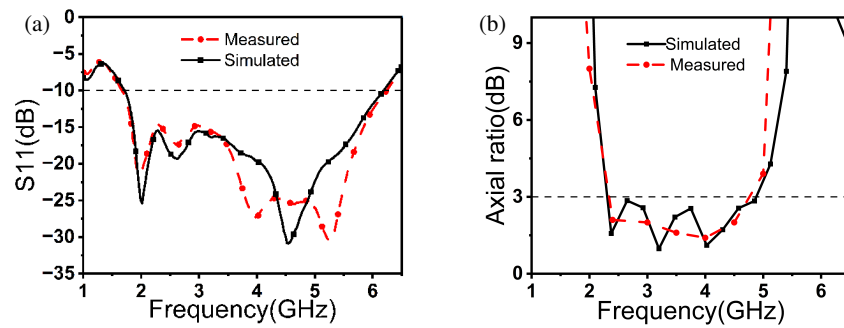 (a)
0
−5
−10
−15
−20
−25
−30
−35
S11(dB)
Measured
Simulated
1 2 3 4 5 6
Frequency(GHz)
(b)
9
6
3
0
Axial ratio(dB)
Simulated
Measured
1 2 3 4 5 6
Frequency(GHz)